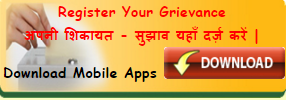 Register Your Grievance
अपनी शिकायत - सुझाव यहाँ दर्ज़ करें |
Download Mobile Apps
DOWNLOAD